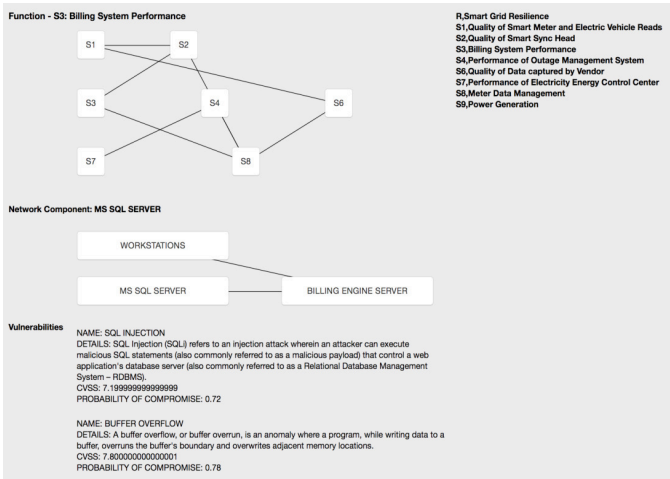 Function - S3: Billing System Performance
R,Smart Grid Resilience
S1,Quality of Smart Meter and Electric Vehicle Reads
S2,Quality of Smart Sync Head
S3,Billing System Performance
S4,Performance of Outage Management System
S6,Quality of Data captured by Vendor
S7,Performance of Electricity Energy Control Center
S8,Meter Data Management
S9,Power Generation
S1 S2
S3 S4 S6
S7 S8
Network Component: MS SQL SERVER
WORKSTATIONS
MS SQL SERVER BILLING ENGINE SERVER
Vulnerabilities
NAME: SQL INJECTION
DETAILS: SQL Injection (SQLi) refers to an injection attack wherein an attacker can execute
malicious SQL statements (also commonly referred to as a malicious payload) that control a web
application's database server (also commonly referred to as a Relational Database Management
System – RDBMS).
CVSS: 7.199999999999999
PROBABILITY OF COMPROMISE: 0.72
NAME: BUFFER OVERFLOW
DETAILS: A buffer overflow, or buffer overrun, is an anomaly where a program, while writing data to a
buffer, overruns the buffer's boundary and overwrites adjacent memory locations.
CVSS: 7.800000000000001
PROBABILITY OF COMPROMISE: 0.78